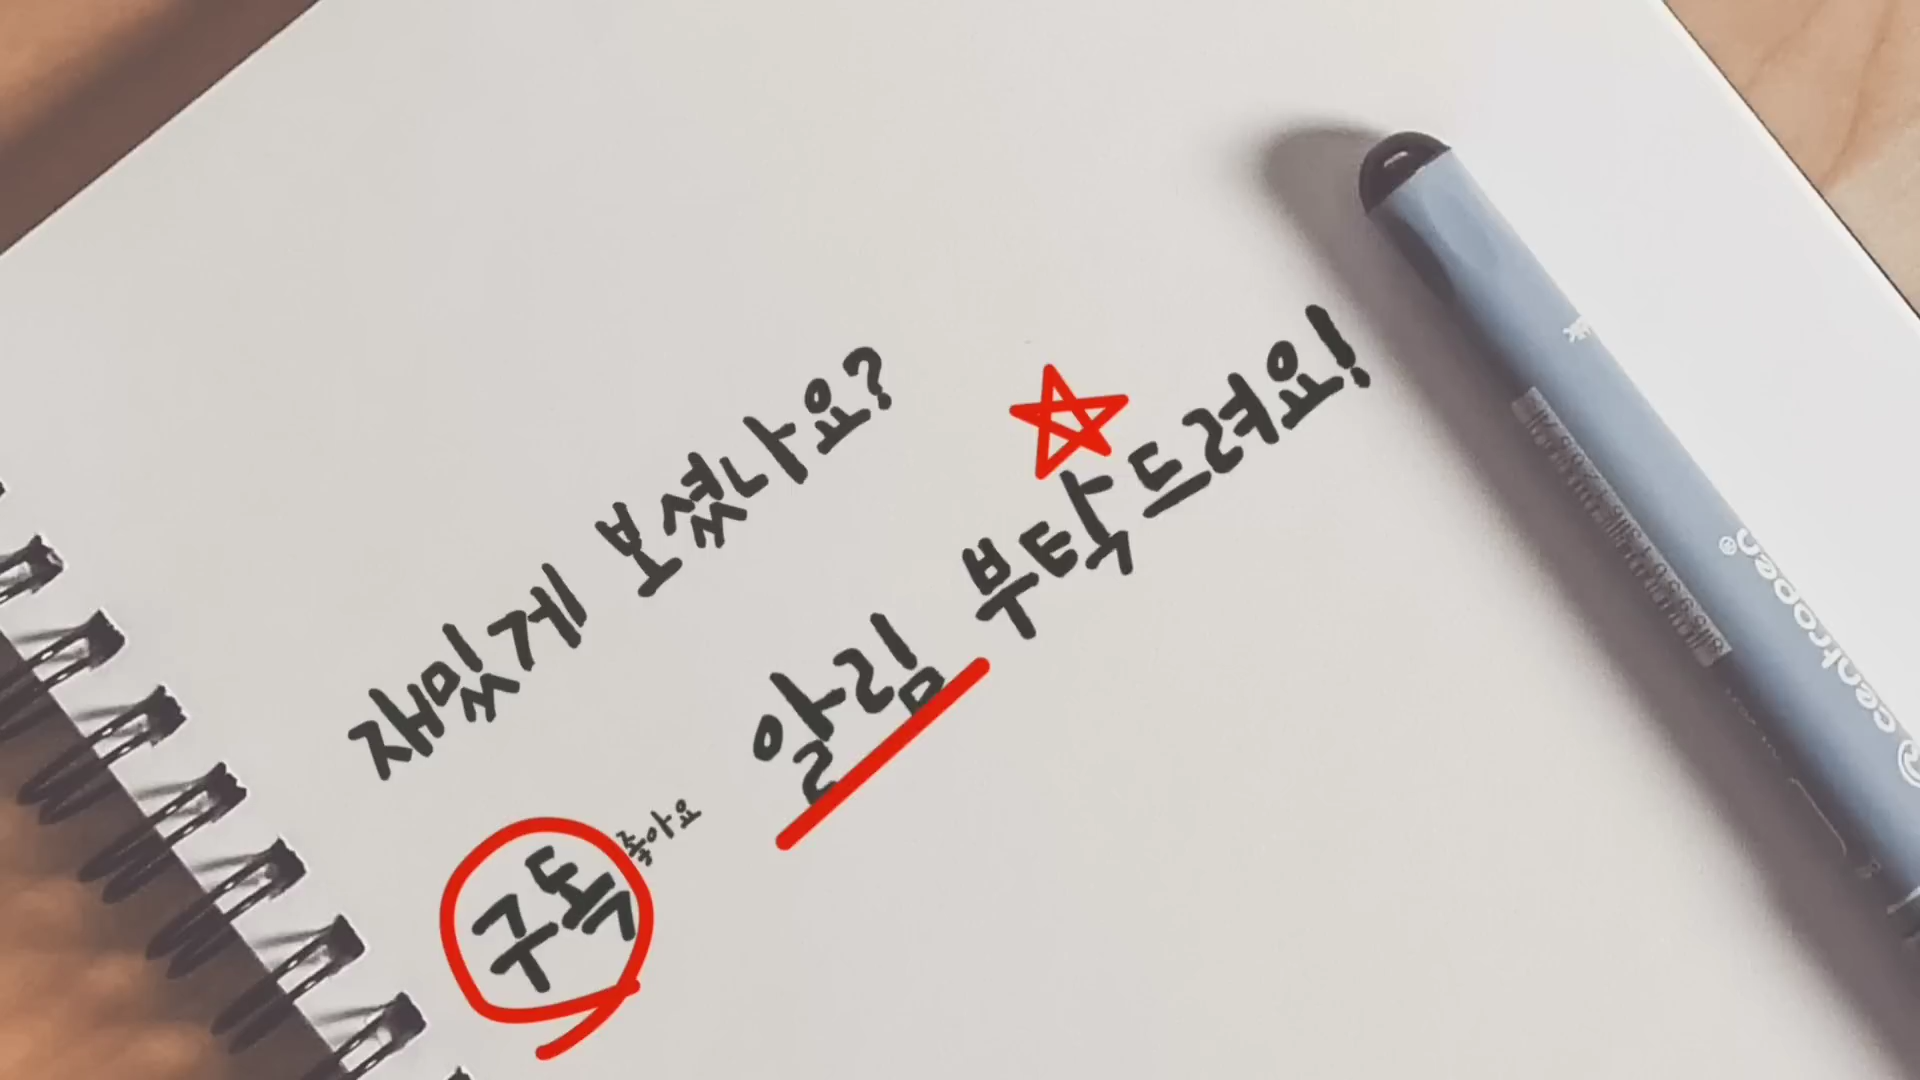 재밌게 보셨나요?
구독 좋아요 알림 부탁드려요!
centropen